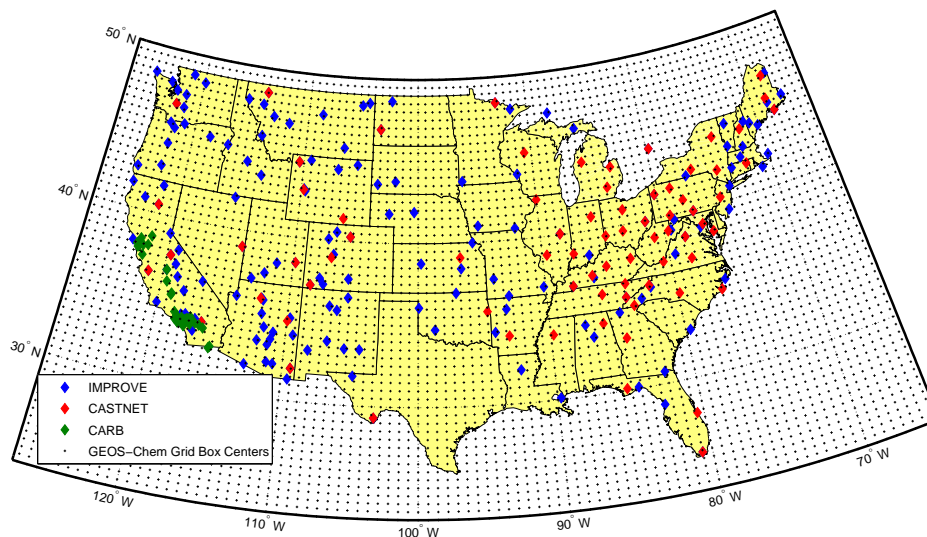 50°N
40°N
30°N
IMPROVE
CASTNET
CARB
GEOS−Chem Grid Box Centers
120°W
110°W
100°W
90°W
80°W
70°W